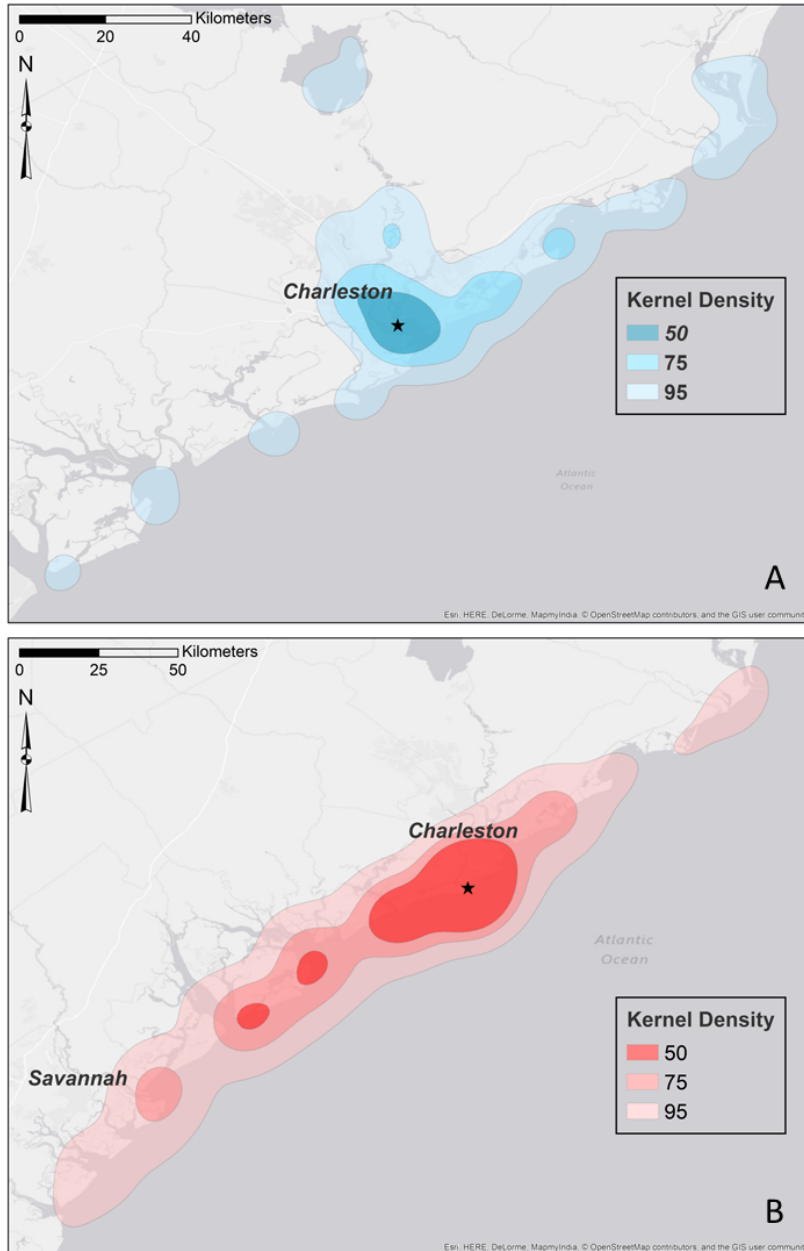 Kilometers
0 20 40
N
Charleston
Kernel Density
50
75
95
Atlantic
Ocean
A
Esri, HERE, DeLorme, MapmyIndia, © OpenStreetMap contributors, and the GIS user communit
Kilometers
0 25 50
N
Charleston
Atlantic
Ocean
Kernel Density
50
75
95
Savannah
B
Esri, HERE, DeLorme, MapmyIndia, © OpenStreetMap contributors, and the GIS user communit